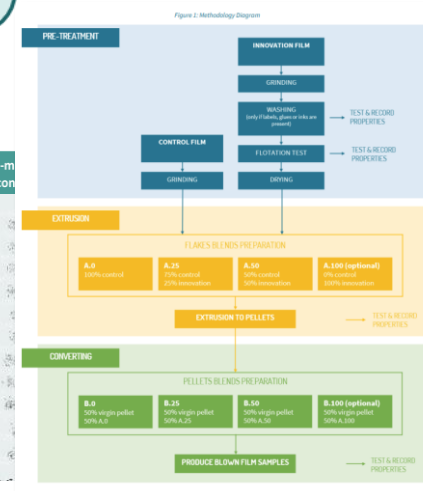 Figure 1: Methodology Diagram
PRE-TREATMENT
INNOVATION FILM
GRINDING
WASHING
(only if labels, glues or inks are
present)
TEST & RECORD
PROPERTIES
CONTROL FILM
FLOTATION TEST
TEST & RECORD
PROPERTIES
GRINDING
DRYING
-m
con
EXTRUSION
FLAKES BLENDS PREPARATION
A.0
100% control
A.25
75% control
25% innovation
A.50
50% control
50% innovation
A.100 (optional)
0% control
100% innovation
EXTRUSION TO PELLETS
TEST & RECORD
PROPERTIES
CONVERTING
PELLETS BLENDS PREPARATION
B.0
50% virgin pellet
50% A.0
B.25
50% virgin pellet
50% A.25
B.50
50% virgin pellet
50% A.50
B.100 (optional)
50% virgin pellet
50% A.100
PRODUCE BLOWN FILM SAMPLES
TEST & RECORD
PROPERTIES